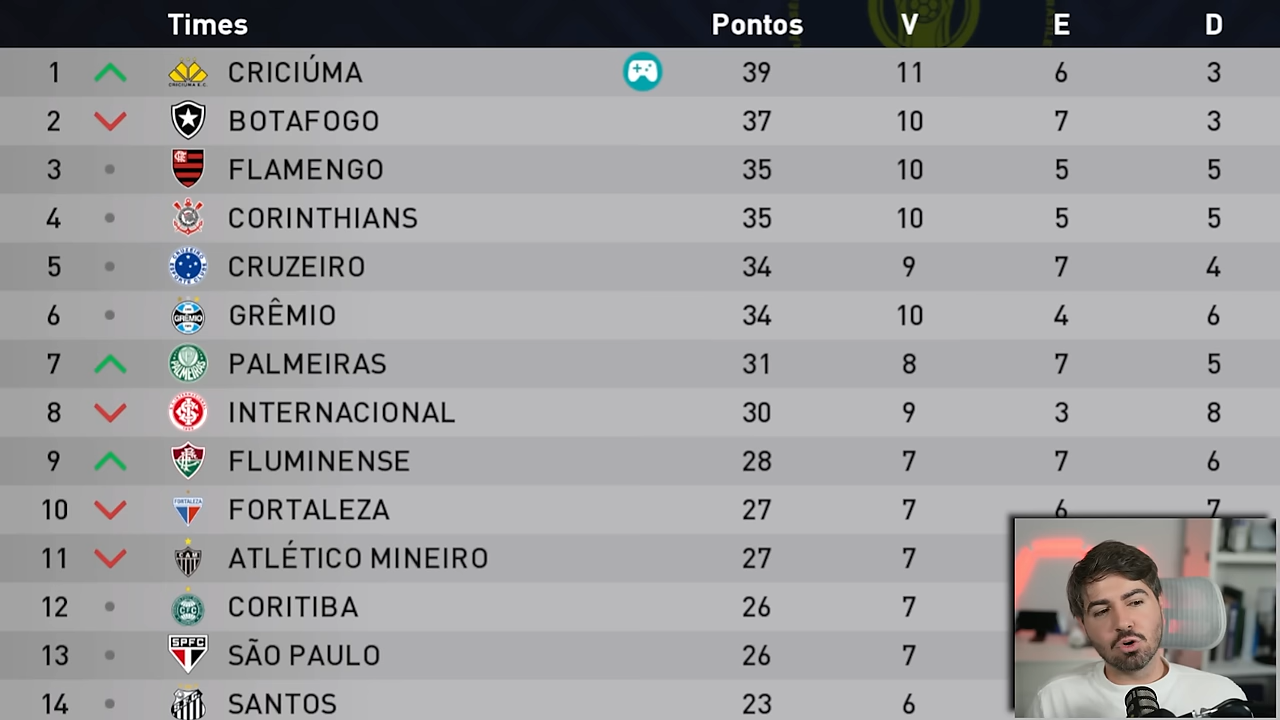 Times Pontos V E D
1 CRICIÚMA 39 11 6 3
2 BOTAFOGO 37 10 7 3
3 FLAMENGO 35 10 5 5
4 CORINTHIANS 35 10 5 5
5 CRUZEIRO 34 9 7 4
6 GRÊMIO 34 10 4 6
7 PALMEIRAS 31 8 7 5
8 INTERNACIONAL 30 9 3 8
9 FLUMINENSE 28 7 7 6
10 FORTALEZA 27 7 6 7
11 ATLÉTICO MINEIRO 27 7
12 CORITIBA 26 7
13 SPFC SÃO PAULO 26 7
14 SANTOS 23 6